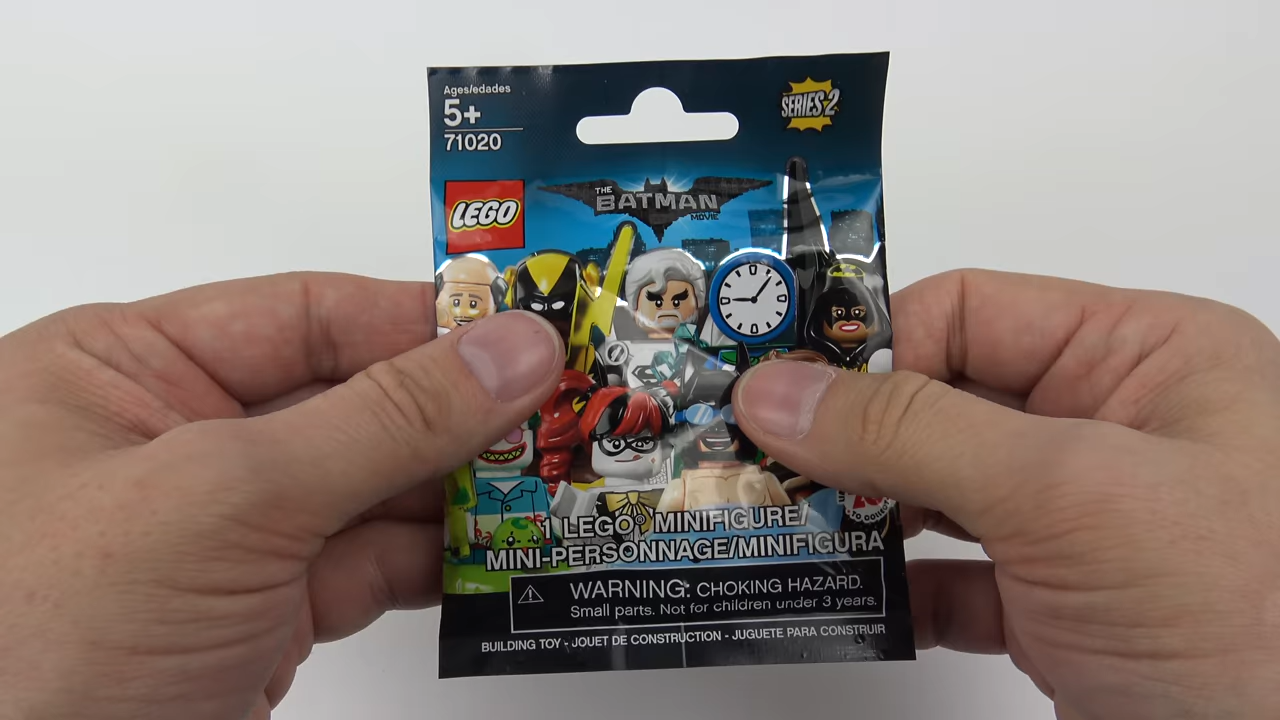 Ages/edades
5+
71020
SERIES 2
LEGO
THE
BATMAN
MOVIE
1 LEGO® MINIFIGURE/
MINI-PERSONNAGE/MINIFIGURA
WARNING: CHOKING HAZARD.
Small parts. Not for children under 3 years.
BUILDING TOY - JOUET DE CONSTRUCTION - JUGUETE PARA CONSTRUIR